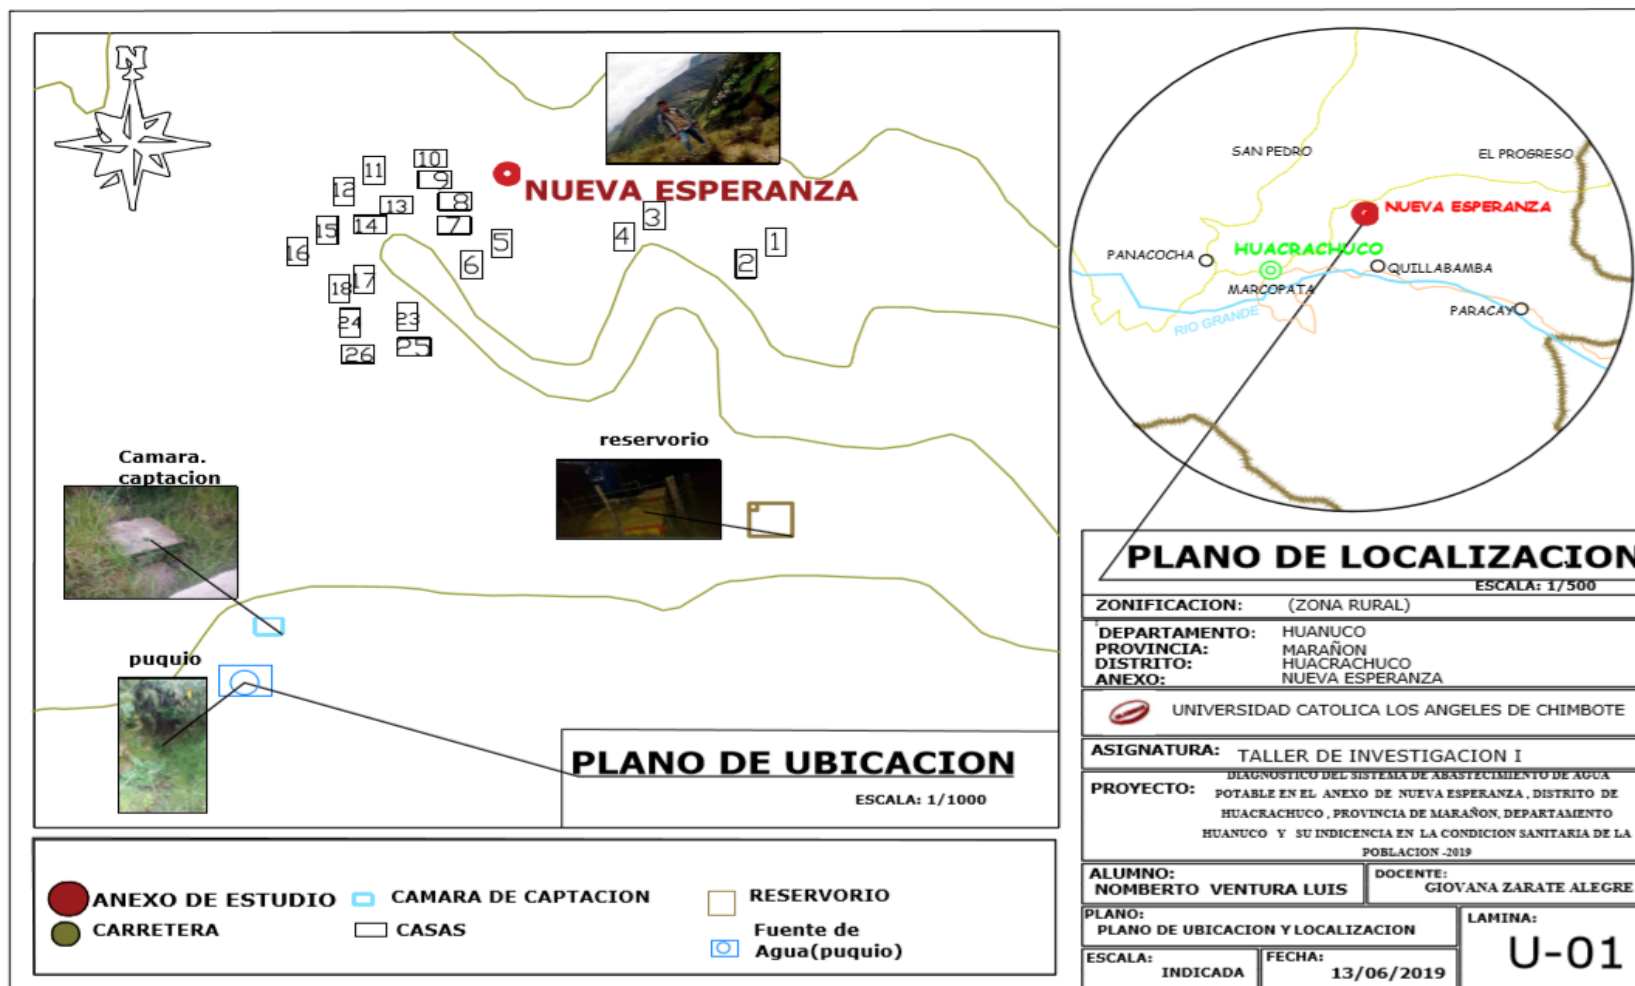 N
NUEVA ESPERANZA
10
11
9
12
8
13
7
14
15
16
5
6
3
4
1
2
17
18
23
24
25
26
reservorio
Camara.
captacion
puquio
PLANO DE UBICACION
ESCALA: 1/1000
ANEXO DE ESTUDIO
CAMARA DE CAPTACION
RESERVORIO
CARRETERA
CASAS
Fuente de
Agua(puquio)
SAN PEDRO
EL PROGRESO
NUEVA ESPERANZA
HUACRACHUCO
PANACOCHA
QUILLABAMBA
MARCOPATA
RIO GRANDE
PARACAY
PLANO DE LOCALIZACION
ESCALA: 1/500
ZONIFICACION: (ZONA RURAL)
DEPARTAMENTO: HUANUCO
PROVINCIA: MARAÑON
DISTRITO: HUACRACHUCO
ANEXO: NUEVA ESPERANZA
UNIVERSIDAD CATOLICA LOS ANGELES DE CHIMBOTE
ASIGNATURA: TALLER DE INVESTIGACION I
PROYECTO:
DIAGNOSTICO DEL SISTEMA DE ABASTECIMIENTO DE AGUA
POTABLE EN EL ANEXO DE NUEVA ESPERANZA , DISTRITO DE
HUACRACHUCO , PROVINCIA DE MARAÑON, DEPARTAMENTO
HUANUCO Y SU INDICENCIA EN LA CONDICION SANITARIA DE LA
POBLACION -2019
ALUMNO:
NOMBERTO VENTURA LUIS
DOCENTE:
GIOVANA ZARATE ALEGRE
PLANO:
PLANO DE UBICACION Y LOCALIZACION
LAMINA:
U-01
ESCALA:
INDICADA
FECHA:
13/06/2019